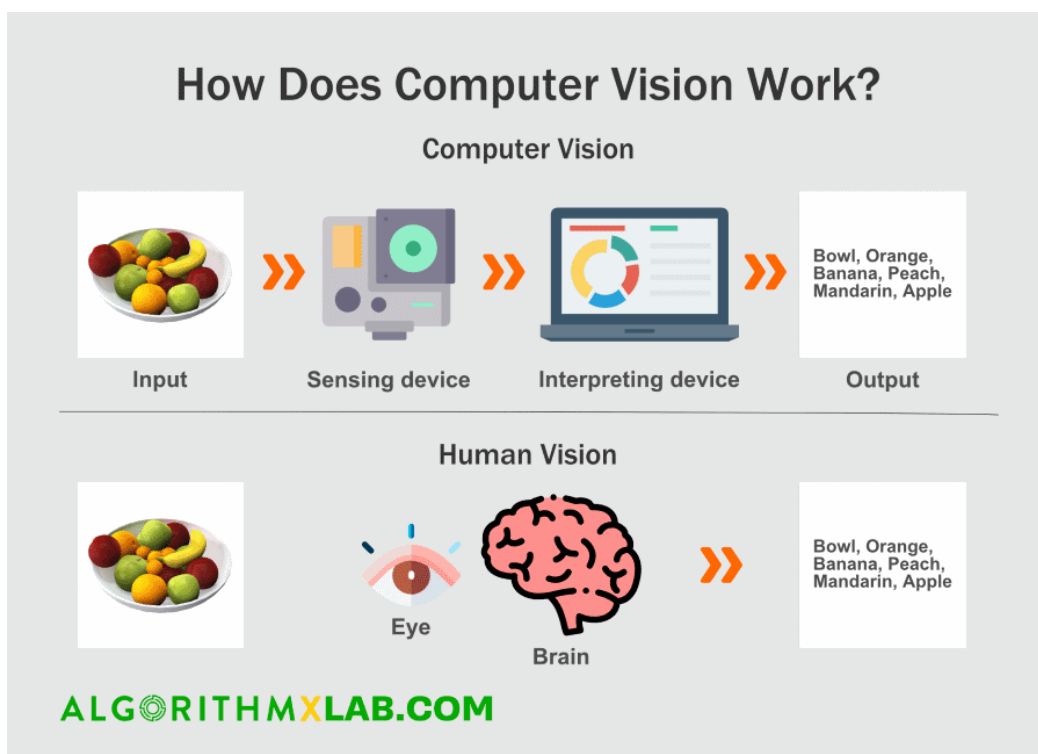 How Does Computer Vision Work?
Computer Vision
Bowl, Orange,
Banana, Peach,
Mandarin, Apple
Input
Sensing device
Interpreting device
Output
Human Vision
Bowl, Orange,
Banana, Peach,
Mandarin, Apple
Eye
Brain
ALGORITHMXLAB.COM